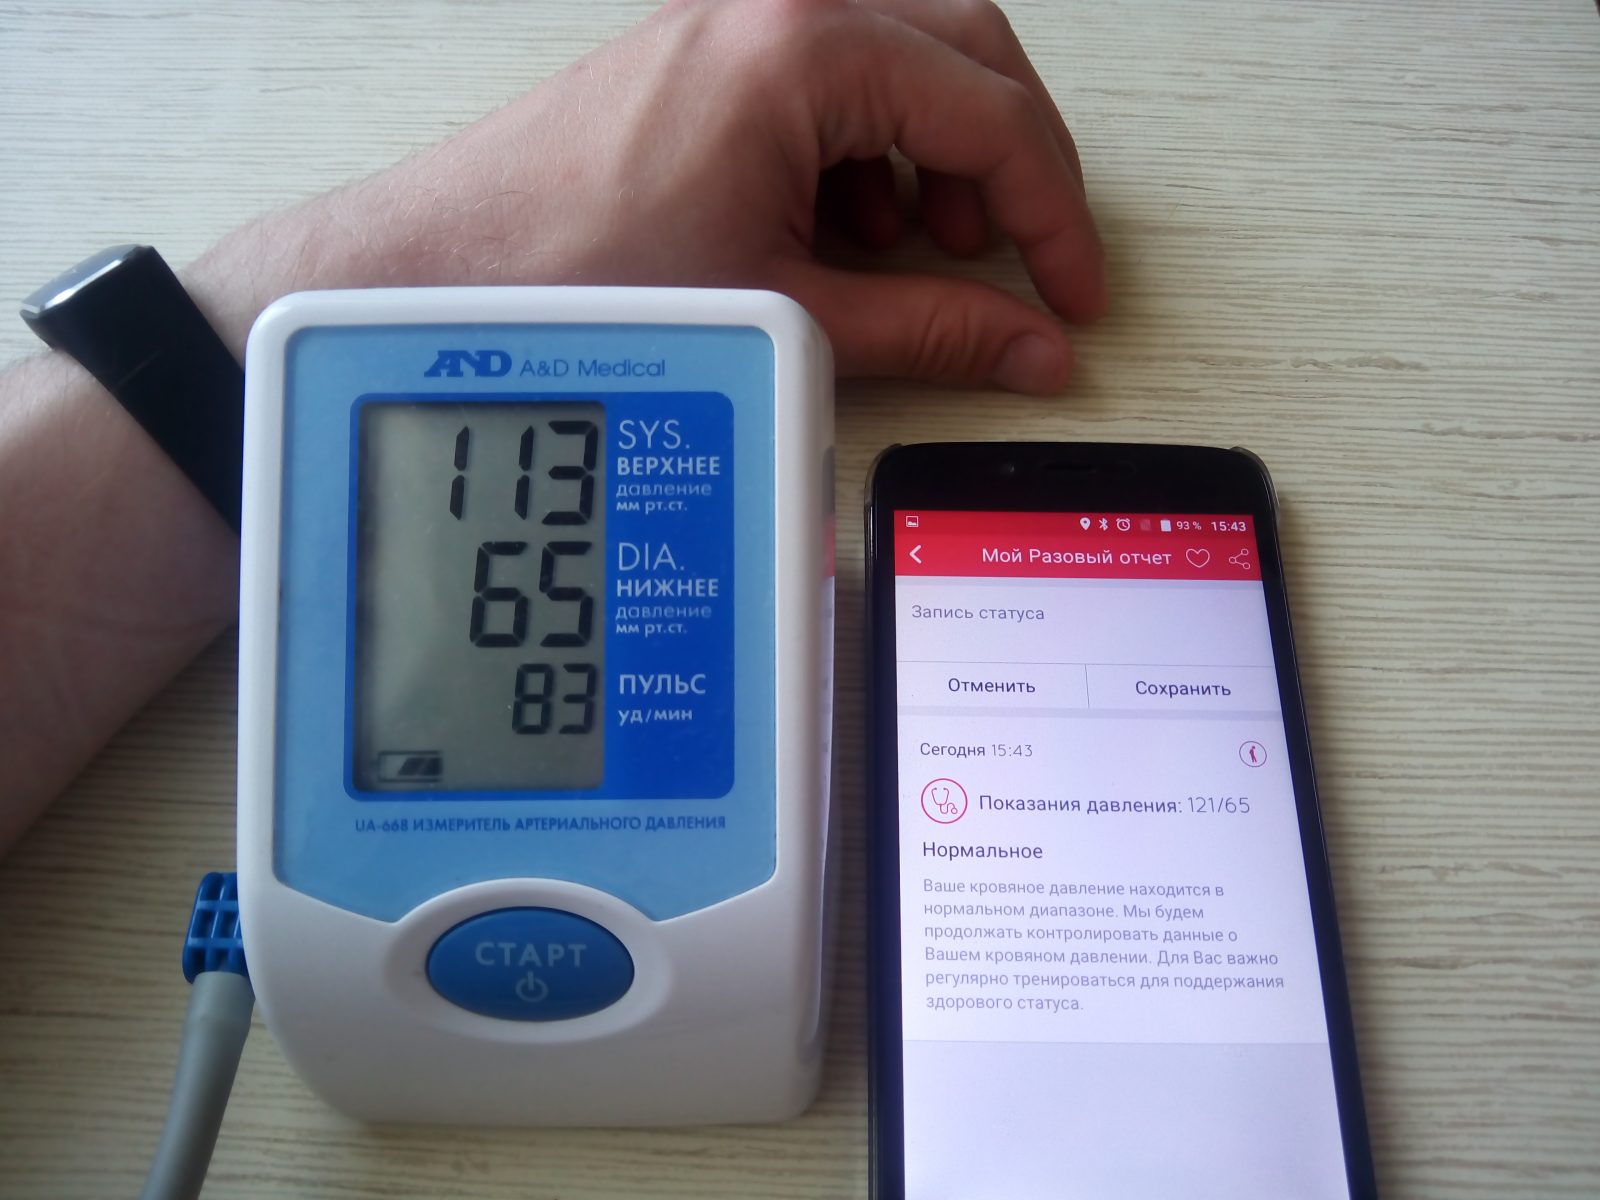 AND A&D Medical
113
SYS.
ВЕРХНЕЕ
давление
мм рт.ст.
65
DIA.
НИЖНЕЕ
давление
мм рт.ст.
83
ПУЛЬС
уд/мин
UA-668 ИЗМЕРИТЕЛЬ АРТЕРИАЛЬНОГО ДАВЛЕНИЯ
СТАРТ
93 % 15:43
Мой Разовый отчет
Запись статуса
Отменить Сохранить
Сегодня 15:43
Показания давления: 121/65
Нормальное
Ваше кровяное давление находится в
нормальном диапазоне. Мы будем
продолжать контролировать данные о
Вашем кровяном давлении. Для Вас важно
регулярно тренироваться для поддержания
здорового статуса.